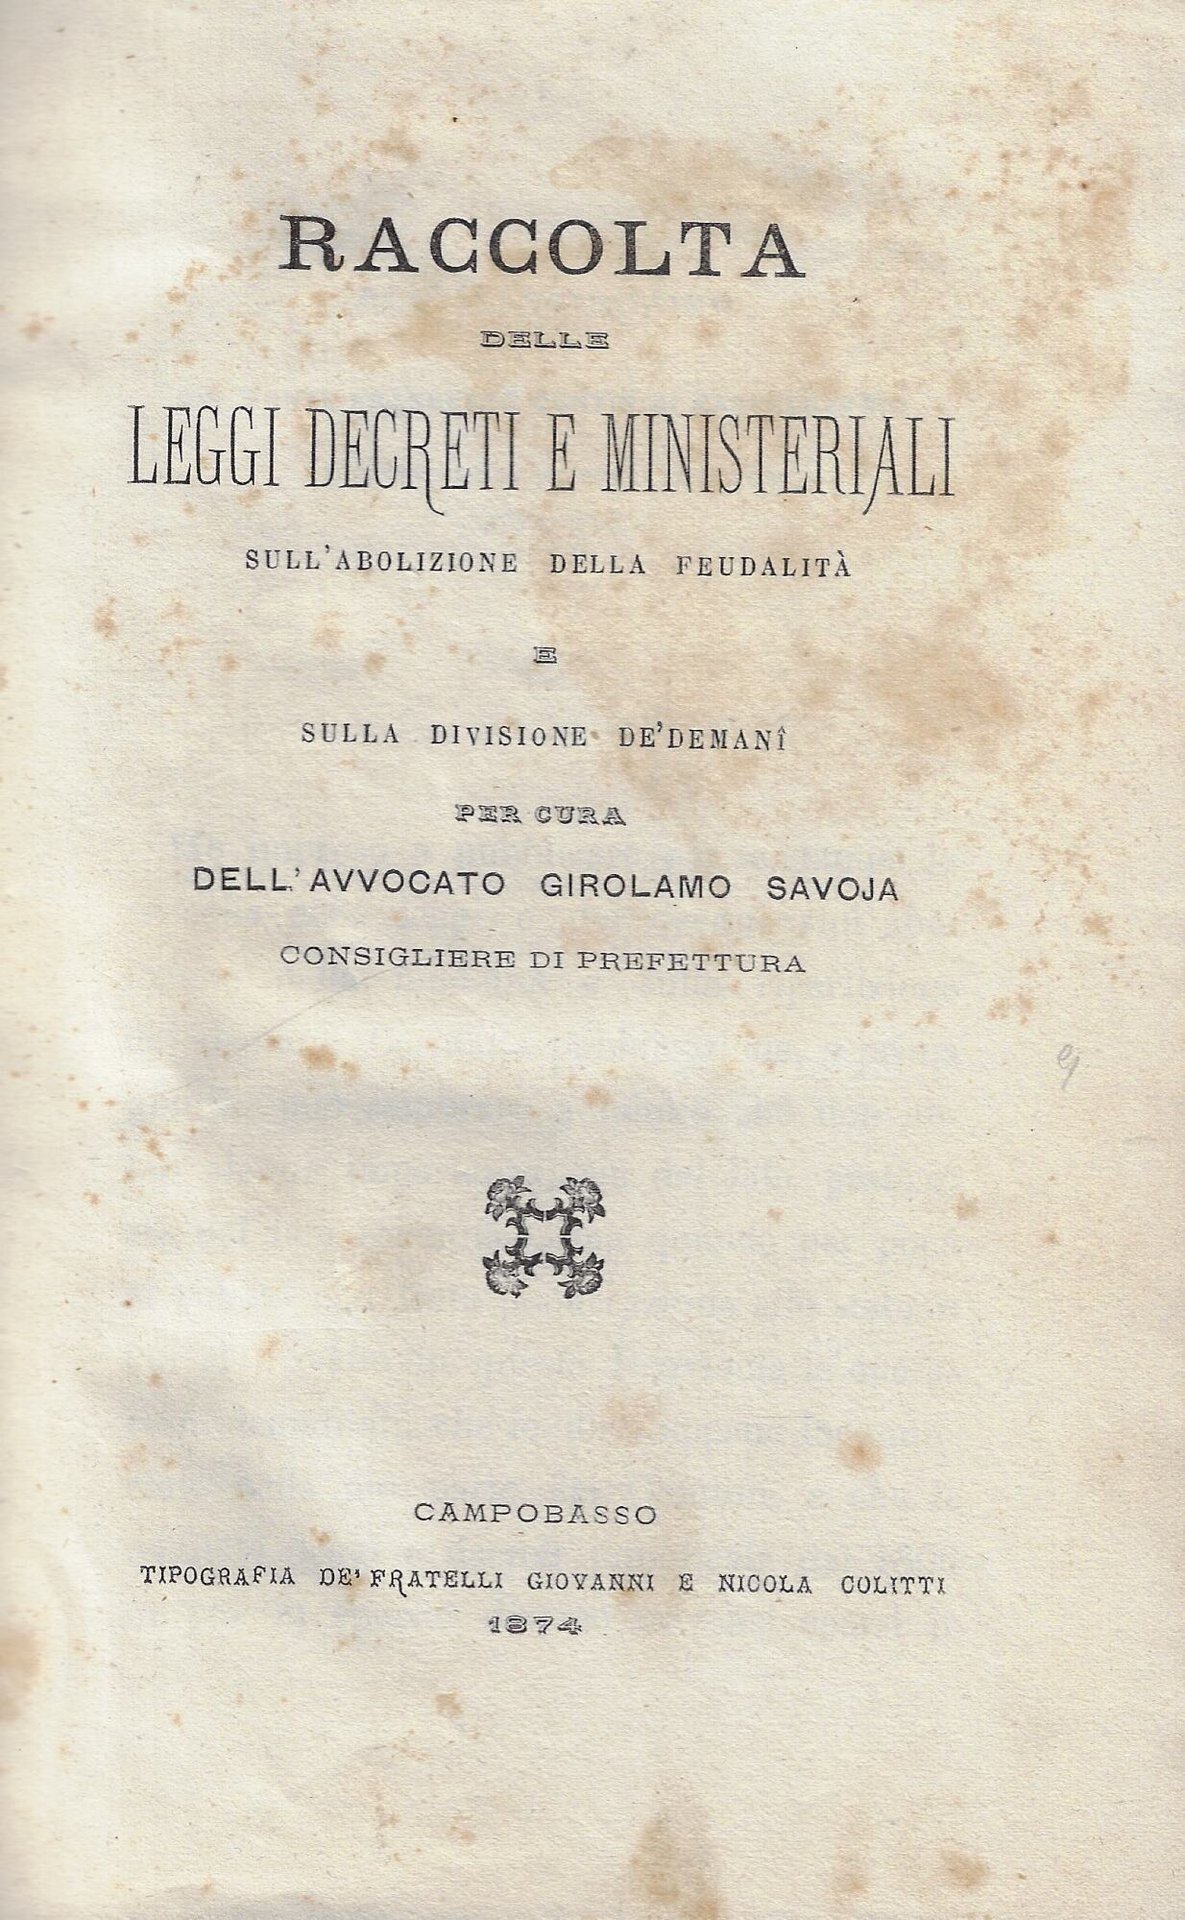 RACCOLTA
DELLE
LEGGI DECRETI E MINISTERIALI
SULL'ABOLIZIONE DELLA FEUDALITÀ
E
SULLA DIVISIONE DE'DEMANÎ
PER CURA
DELL'AVVOCATO GIROLAMO SAVOJA
CONSIGLIERE DI PREFETTURA
CAMPOBASSO
TIPOGRAFIA DE' FRATELLI GIOVANNI E NICOLA COLITTI
1874